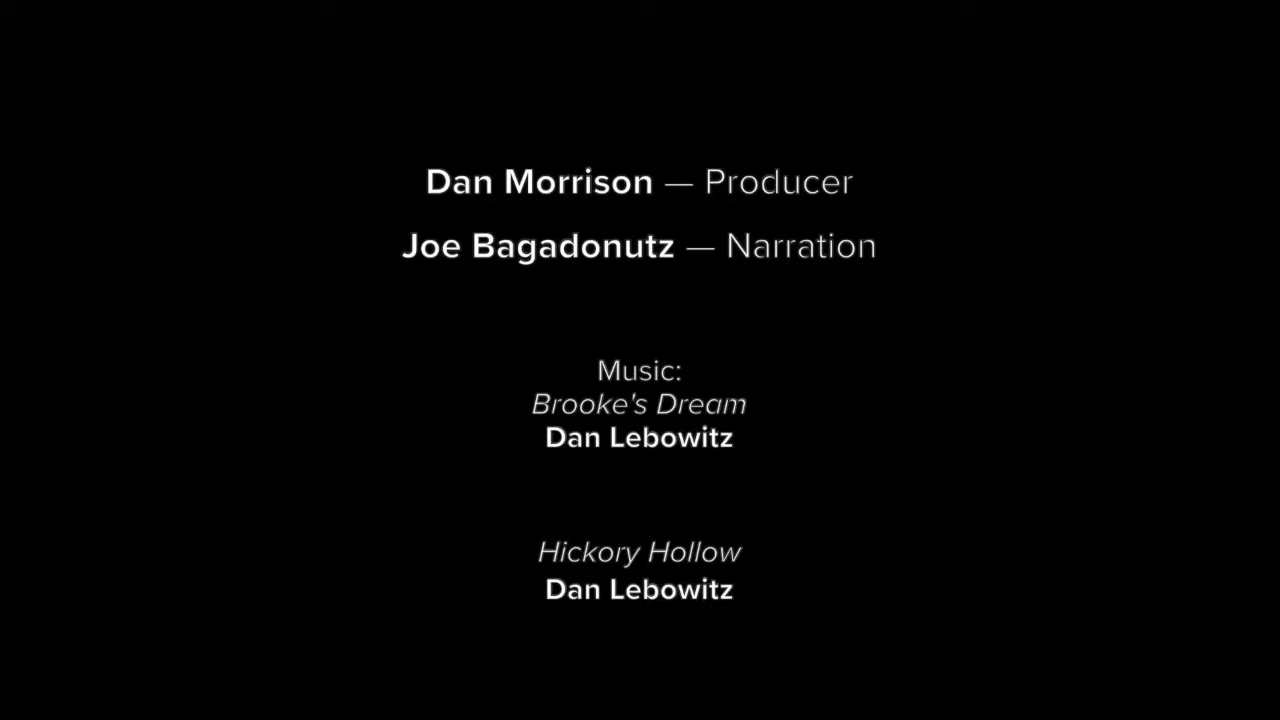 Dan Morrison — Producer
Joe Bagadonutz — Narration
Music:
Brooke's Dream
Dan Lebowitz
Hickory Hollow
Dan Lebowitz